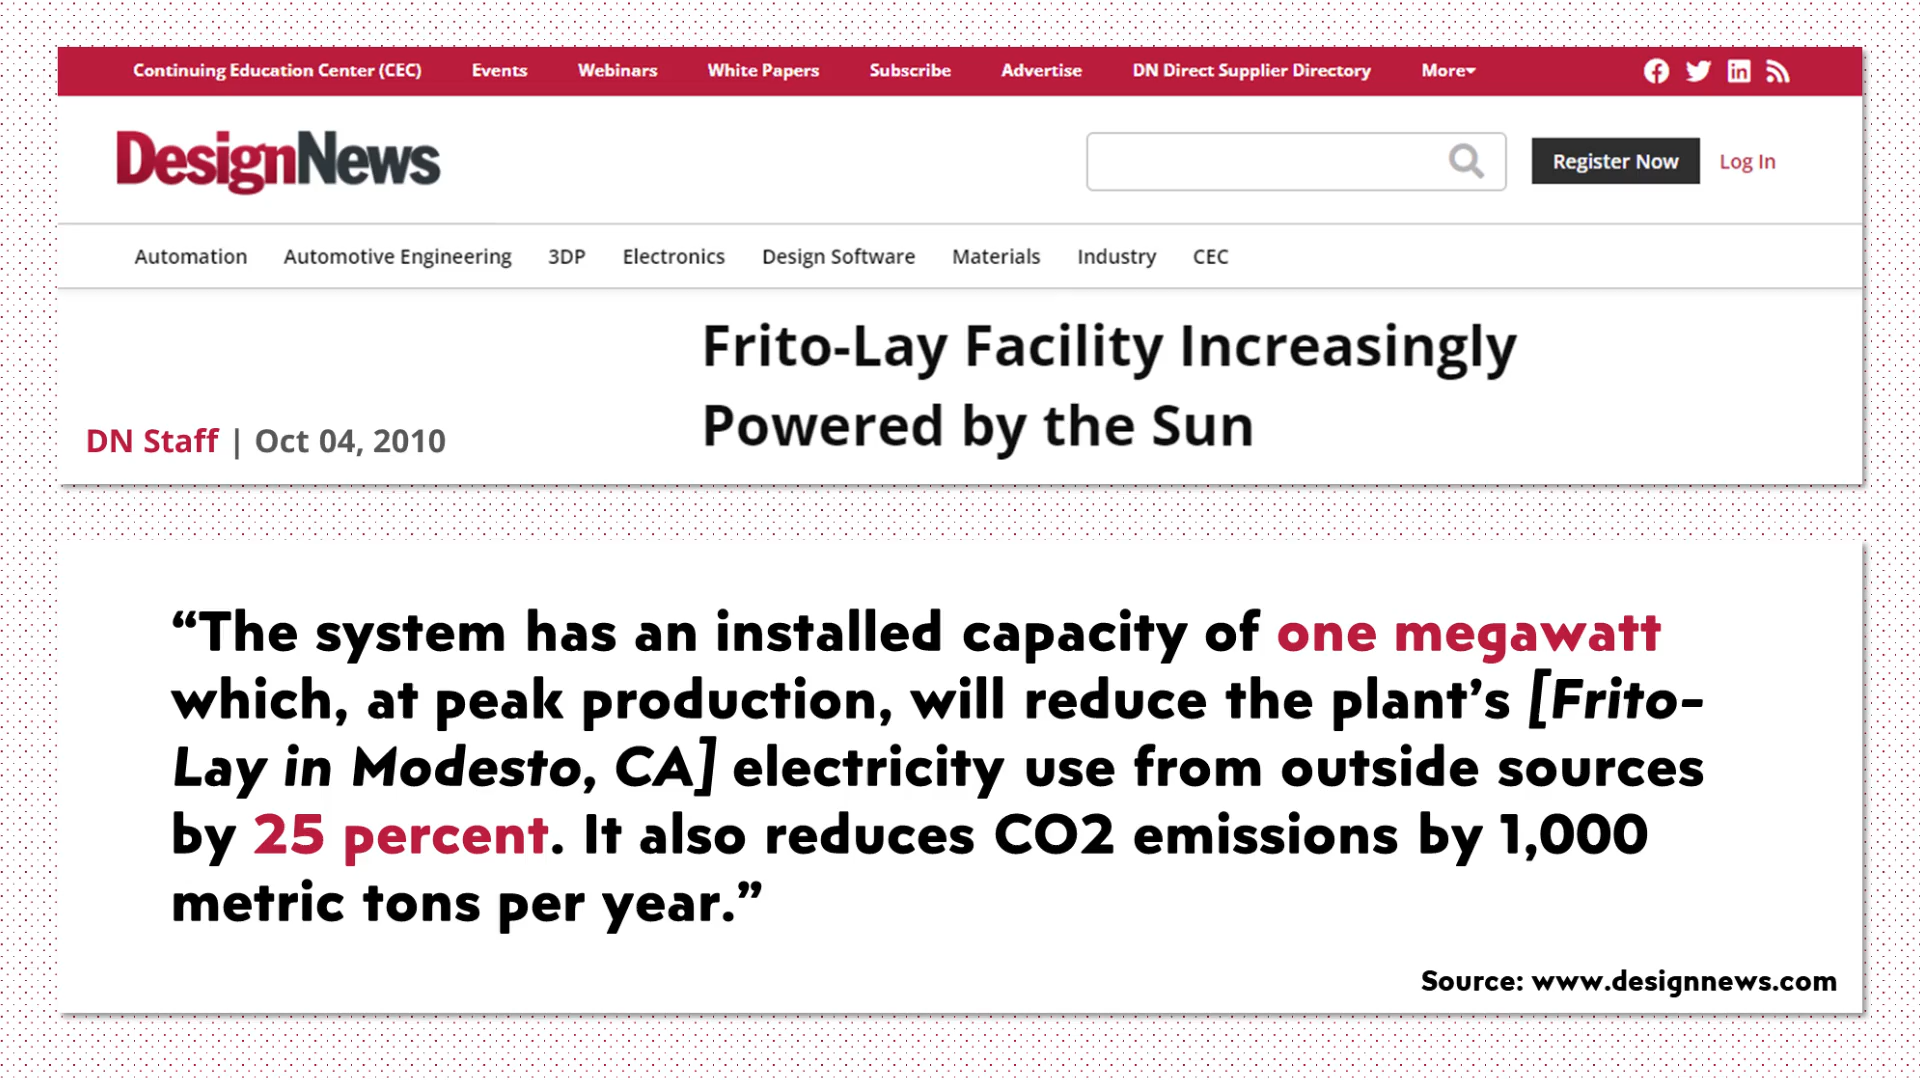 Continuing Education Center (CEC) Events Webinars White Papers Subscribe Advertise DN Direct Supplier Directory More
DesignNews
Register Now Log In
Automation Automotive Engineering 3DP Electronics Design Software Materials Industry CEC
Frito-Lay Facility Increasingly
Powered by the Sun
DN Staff | Oct 04, 2010
“The system has an installed capacity of one megawatt
which, at peak production, will reduce the plant’s [Frito-
Lay in Modesto, CA] electricity use from outside sources
by 25 percent. It also reduces CO2 emissions by 1,000
metric tons per year.”
Source: www.designnews.com